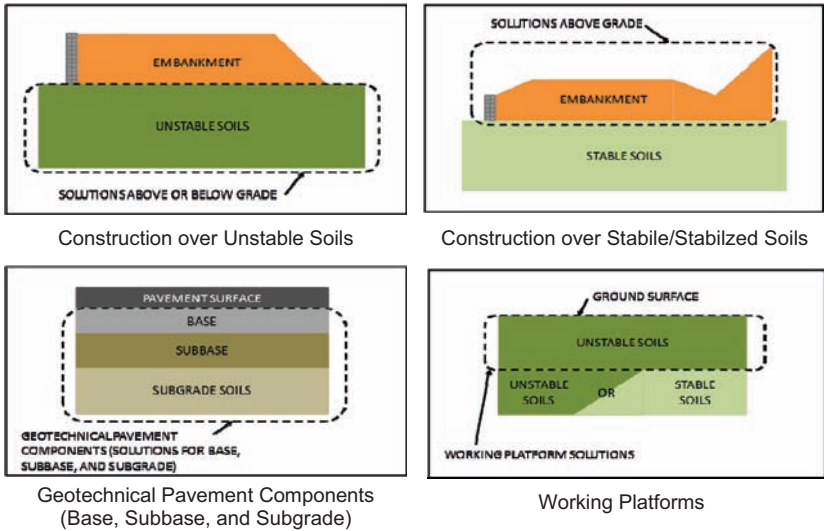 EMBANKMENT
UNSTABLE SOILS
SOLUTIONS ABOVE OR BELOW GRADE
Construction over Unstable Soils
SOLUTIONS ABOVE GRADE
EMBANKMENT
STABLE SOILS
Construction over Stabile/Stabilzed Soils
PAVEMENT SURFACE
BASE
SUBBASE
SUBGRADE SOILS
GEOTECHNICAL PAVEMENT
COMPONENTS (SOLUTIONS FOR BASE,
SUBBASE, AND SUBGRADE)
Geotechnical Pavement Components
(Base, Subbase, and Subgrade)
GROUND SURFACE
UNSTABLE SOILS
UNSTABLE
SOILS
OR
STABLE
SOILS
WORKING PLATFORM SOLUTIONS
Working Platforms